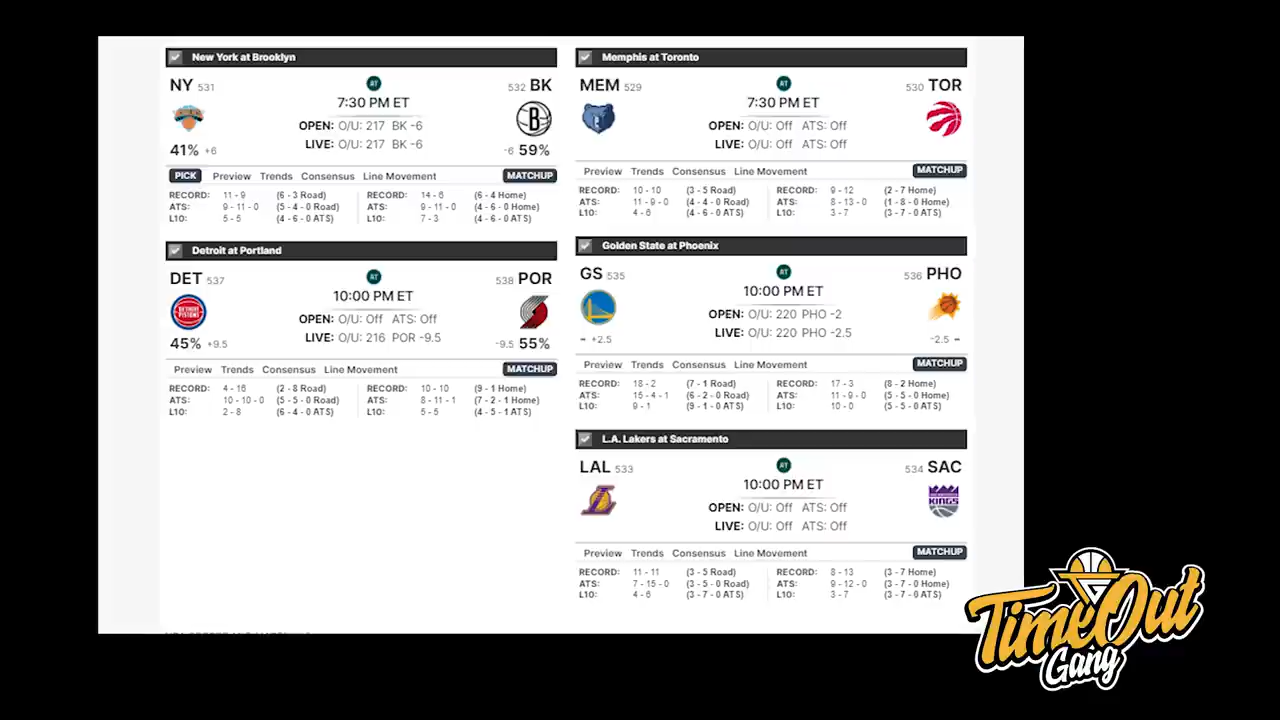 New York at Brooklyn
NY 531
AT
532 BK
7:30 PM ET
OPEN: O/U: 217 BK -6
LIVE: O/U: 217 BK -6
41% +6
-6 59%
PICK Preview Trends Consensus Line Movement MATCHUP
RECORD: 11 - 9 (6 - 3 Road) RECORD: 14 - 6 (6 - 4 Home)
ATS: 9 - 11 - 0 (5 - 4 - 0 Road) ATS: 9 - 11 - 0 (4 - 6 - 0 Home)
L10: 5 - 5 (4 - 6 - 0 ATS) L10: 7 - 3 (4 - 6 - 0 ATS)
Detroit at Portland
DET 537
AT
538 POR
10:00 PM ET
DETROIT PISTONS
OPEN: O/U: Off ATS: Off
LIVE: O/U: 216 POR -9.5
45% +9.5
-9.5 55%
Preview Trends Consensus Line Movement MATCHUP
RECORD: 4 - 16 (2 - 8 Road) RECORD: 10 - 10 (9 - 1 Home)
ATS: 10 - 10 - 0 (5 - 5 - 0 Road) ATS: 8 - 11 - 1 (7 - 2 - 1 Home)
L10: 2 - 8 (6 - 4 - 0 ATS) L10: 5 - 5 (4 - 5 - 1 ATS)
Memphis at Toronto
MEM 529
AT
530 TOR
7:30 PM ET
OPEN: O/U: Off ATS: Off
LIVE: O/U: Off ATS: Off
Preview Trends Consensus Line Movement MATCHUP
RECORD: 10 - 10 (3 - 5 Road) RECORD: 9 - 12 (2 - 7 Home)
ATS: 11 - 9 - 0 (4 - 4 - 0 Road) ATS: 8 - 13 - 0 (1 - 8 - 0 Home)
L10: 4 - 6 (4 - 6 - 0 ATS) L10: 3 - 7 (3 - 7 - 0 ATS)
Golden State at Phoenix
GS 535
AT
536 PHO
10:00 PM ET
OPEN: O/U: 220 PHO -2
LIVE: O/U: 220 PHO -2.5
- +2.5
-2.5 -
Preview Trends Consensus Line Movement MATCHUP
RECORD: 18 - 2 (7 - 1 Road) RECORD: 17 - 3 (8 - 2 Home)
ATS: 15 - 4 - 1 (6 - 2 - 0 Road) ATS: 11 - 9 - 0 (5 - 5 - 0 Home)
L10: 9 - 1 (9 - 1 - 0 ATS) L10: 10 - 0 (5 - 5 - 0 ATS)
L.A. Lakers at Sacramento
LAL 533
AT
534 SAC
10:00 PM ET
KINGS
OPEN: O/U: Off ATS: Off
LIVE: O/U: Off ATS: Off
Preview Trends Consensus Line Movement MATCHUP
RECORD: 11 - 11 (3 - 5 Road) RECORD: 8 - 13 (3 - 7 Home)
ATS: 7 - 15 - 0 (3 - 5 - 0 Road) ATS: 9 - 12 - 0 (3 - 7 - 0 Home)
L10: 4 - 6 (3 - 7 - 0 ATS) L10: 3 - 7 (3 - 7 - 0 ATS)
TimeOut
Gang